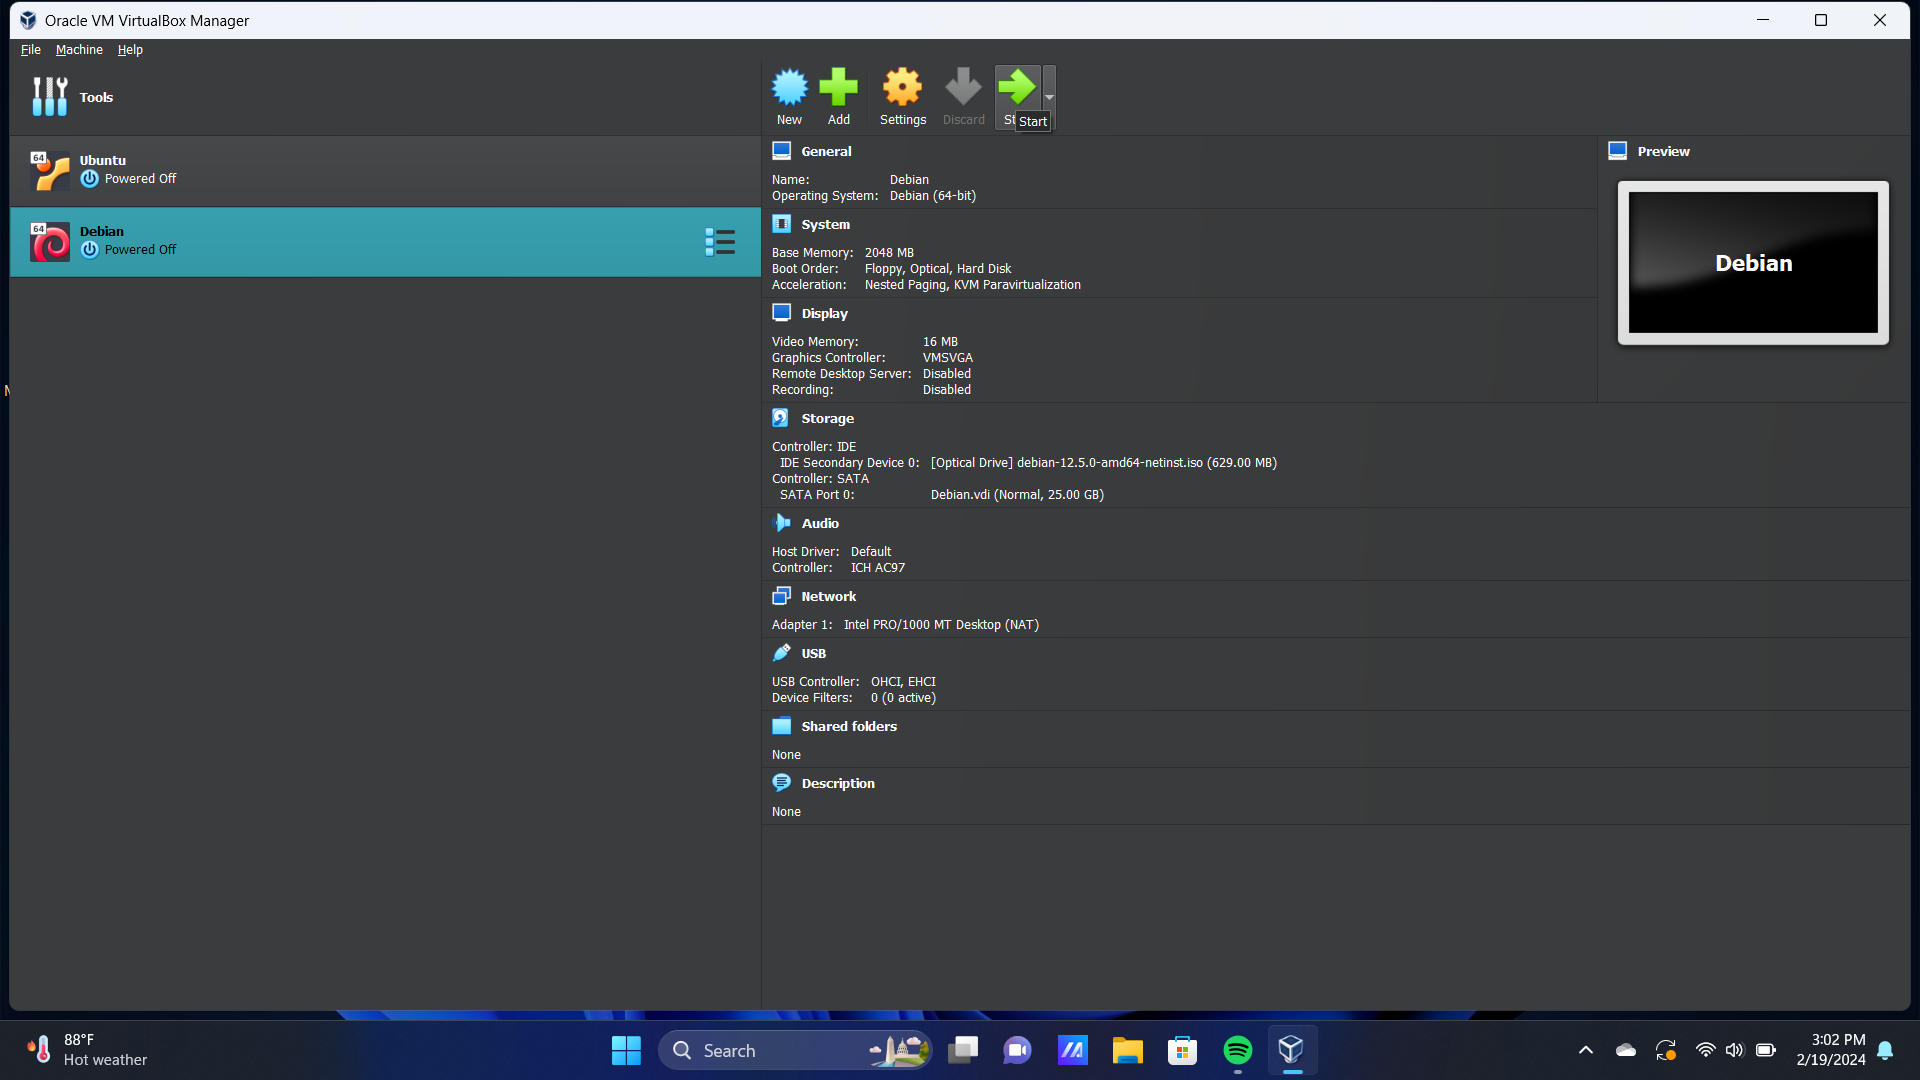 Oracle VM VirtualBox Manager
File Machine Help
Tools
New Add Settings Discard St
Start
64
Ubuntu
Powered Off
64
Debian
Powered Off
General
Name: Debian
Operating System: Debian (64-bit)
Preview
Debian
System
Base Memory: 2048 MB
Boot Order: Floppy, Optical, Hard Disk
Acceleration: Nested Paging, KVM Paravirtualization
Display
Video Memory: 16 MB
Graphics Controller: VMSVGA
Remote Desktop Server: Disabled
Recording: Disabled
Storage
Controller: IDE
IDE Secondary Device 0: [Optical Drive] debian-12.5.0-amd64-netinst.iso (629.00 MB)
Controller: SATA
SATA Port 0: Debian.vdi (Normal, 25.00 GB)
Audio
Host Driver: Default
Controller: ICH AC97
Network
Adapter 1: Intel PRO/1000 MT Desktop (NAT)
USB
USB Controller: OHCI, EHCI
Device Filters: 0 (0 active)
Shared folders
None
Description
None
88°F
Hot weather
Search
3:02 PM
2/19/2024